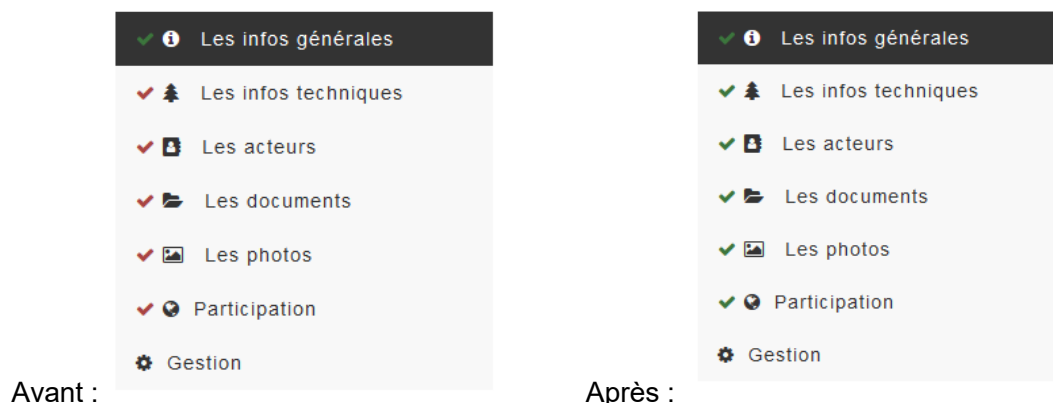 Les infos générales
Les infos techniques
Les acteurs
Les documents
Les photos
Participation
Gestion
Avant :
Les infos générales
Les infos techniques
Les acteurs
Les documents
Les photos
Participation
Gestion
Après :